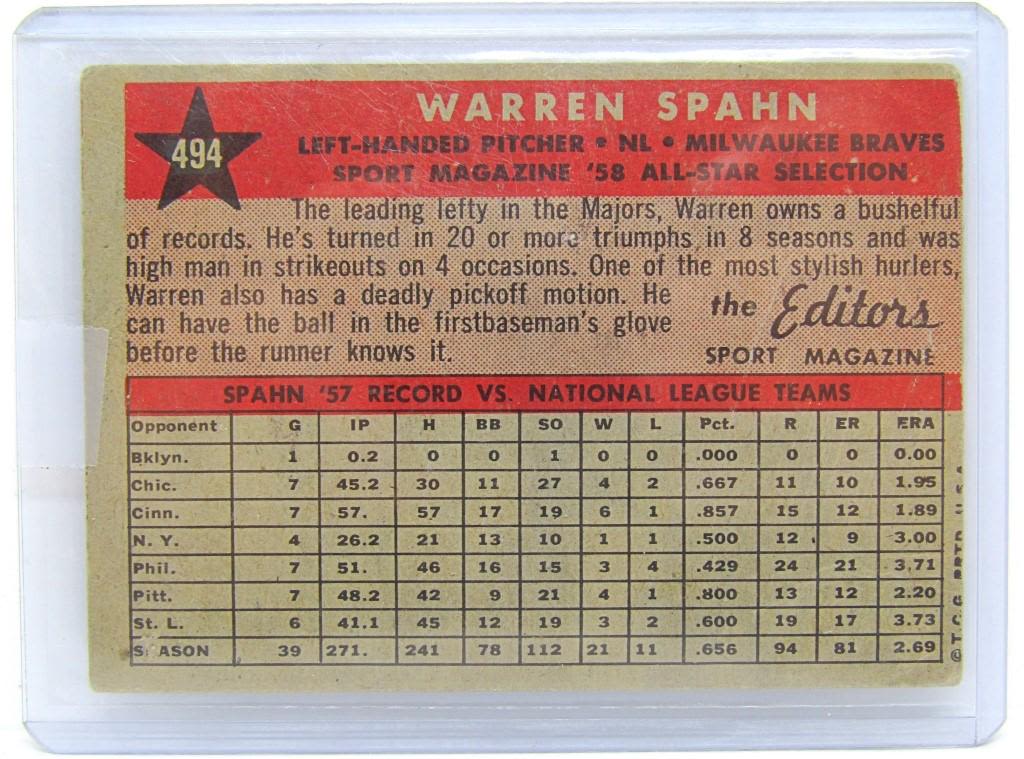 494
WARREN SPAHN
LEFT-HANDED PITCHER • NL • MILWAUKEE BRAVES
SPORT MAGAZINE '58 ALL-STAR SELECTION
The leading lefty in the Majors, Warren owns a bushelful
of records. He's turned in 20 or more triumphs in 8 seasons and was
high man in strikeouts on 4 occasions. One of the most stylish hurlers,
Warren also has a deadly pickoff motion. He
can have the ball in the firstbaseman's glove
before the runner knows it.
the Editors
SPORT MAGAZINE
SPAHN '57 RECORD VS. NATIONAL LEAGUE TEAMS
Opponent G IP H BB SO W L Pct. R ER ERA
Bklyn. 1 0.2 0 0 1 0 0 .000 0 0 0.00
Chic. 7 45.2 30 11 27 4 2 .667 11 10 1.95
Cinn. 7 57. 57 17 19 6 1 .857 15 12 1.89
N. Y. 4 26.2 21 13 10 1 1 .500 12 9 3.00
Phil. 7 51. 46 16 15 3 4 .429 24 21 3.71
Pitt. 7 48.2 42 9 21 4 1 .800 13 12 2.20
St. L. 6 41.1 45 12 19 3 2 .600 19 17 3.73
SEASON 39 271. 241 78 112 21 11 .656 94 81 2.69
©T.C.G. PRTD. U.S.A.